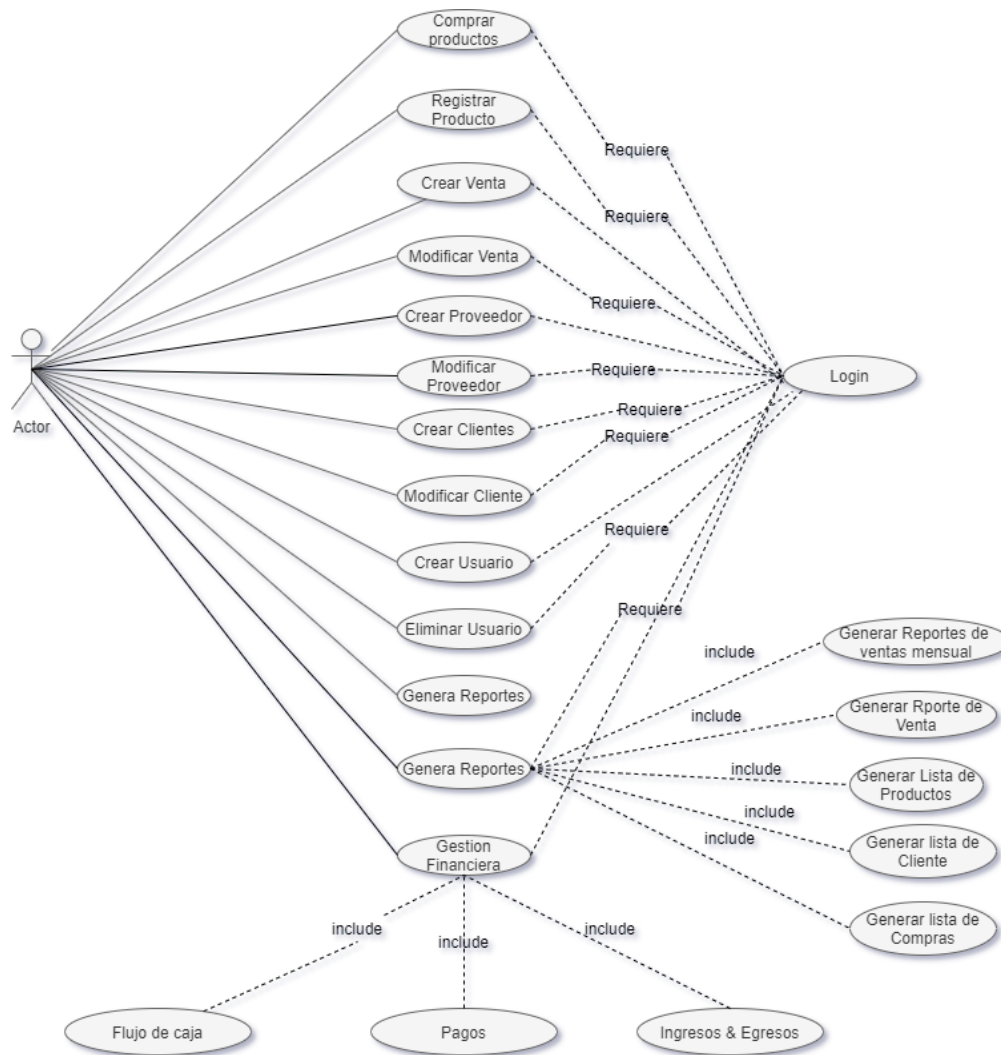 Comprar
productos
Registrar
Producto
Requiere
Crear Venta
Requiere
Modificar Venta
Requiere
Crear Proveedor
Modificar
Proveedor
Requiere
Login
Actor
Crear Clientes
Requiere
Requiere
Modificar Cliente
Requiere
Crear Usuario
Requiere
Eliminar Usuario
Generar Reportes de
ventas mensual
include
Genera Reportes
Generar Rporte de
Venta
include
Genera Reportes
include
Generar Lista de
Productos
include
Generar lista de
Cliente
include
Gestion
Financiera
Generar lista de
Compras
include
include
include
Flujo de caja
Pagos
Ingresos & Egresos